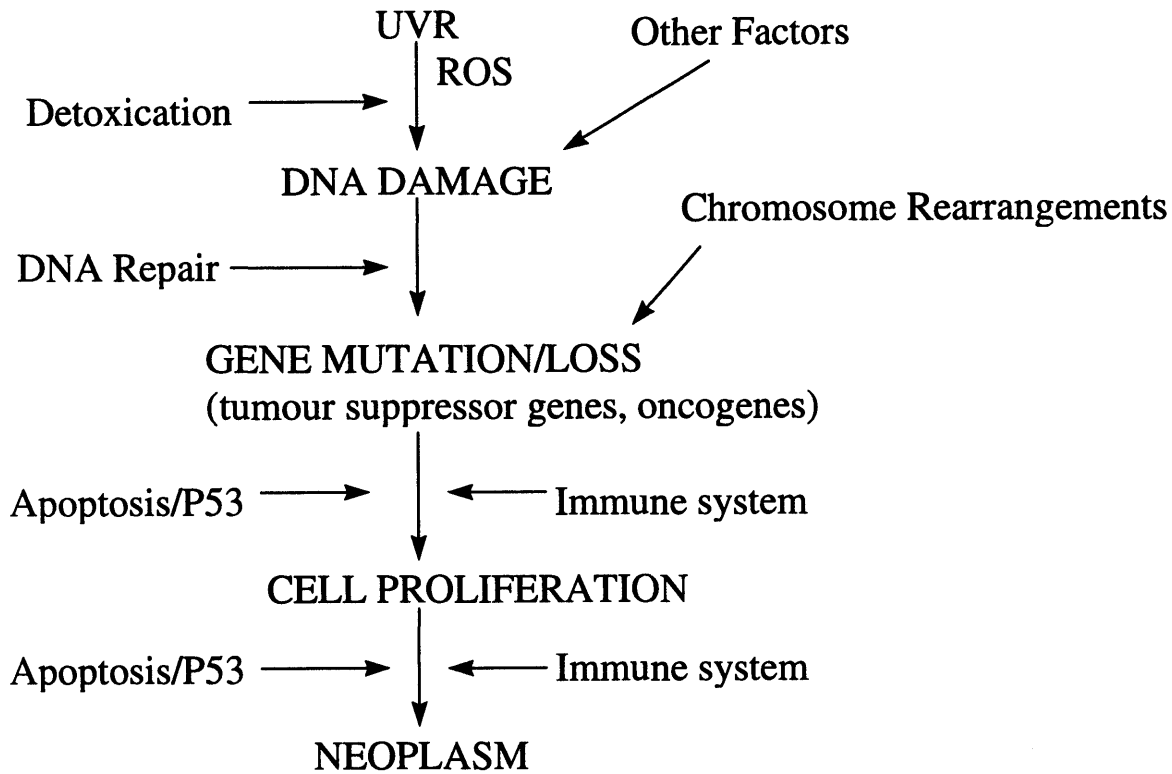 UVR
Other Factors
ROS
Detoxication
DNA DAMAGE
Chromosome Rearrangements
DNA Repair
GENE MUTATION/LOSS
(tumour suppressor genes, oncogenes)
Apoptosis/P53
Immune system
CELL PROLIFERATION
Apoptosis/P53
Immune system
NEOPLASM